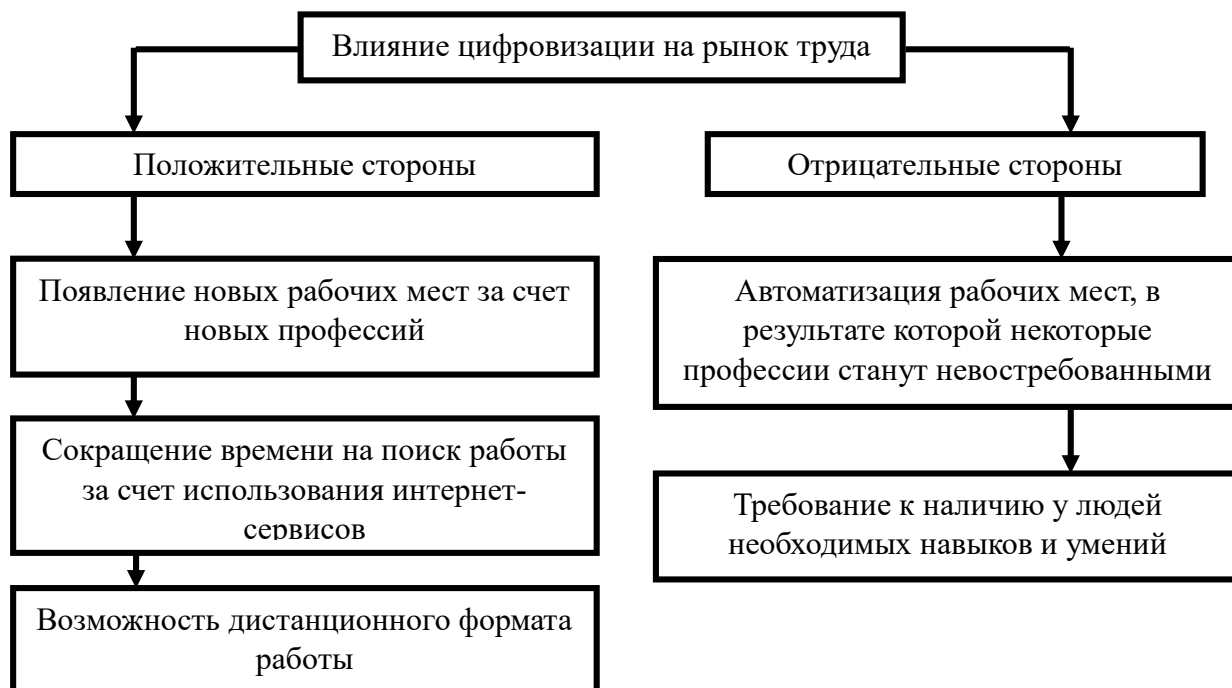 Влияние цифровизации на рынок труда
Положительные стороны
Появление новых рабочих мест за счет
новых профессий
Сокращение времени на поиск работы
за счет использования интернет-
сервисов
Возможность дистанционного формата
работы
Отрицательные стороны
Автоматизация рабочих мест, в
результате которой некоторые
профессии станут невостребованными
Требование к наличию у людей
необходимых навыков и умений